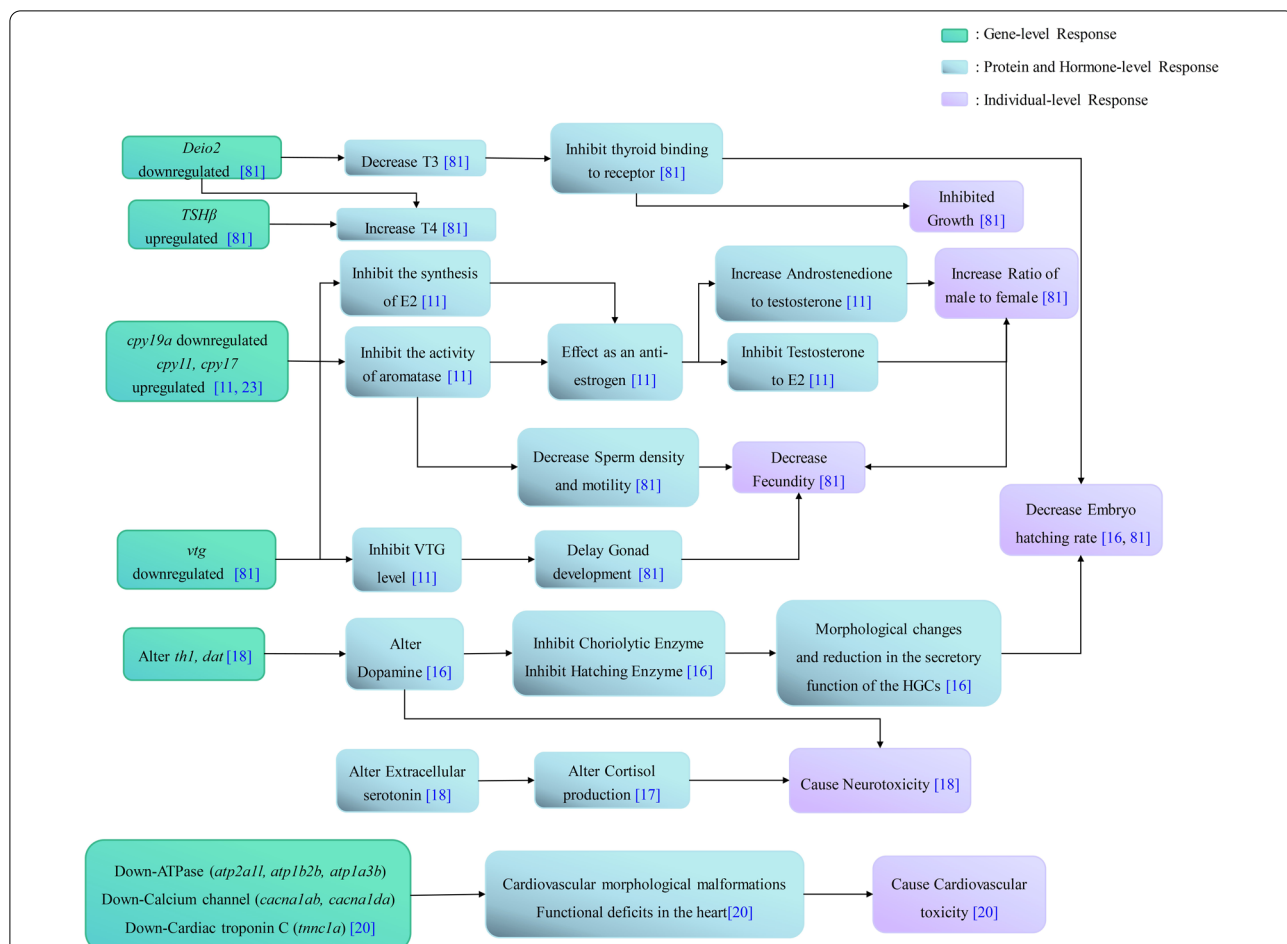 : Gene-level Response
: Protein and Hormone-level Response
: Individual-level Response
Deio2
downregulated [81]
Decrease T3 [81]
Inhibit thyroid binding
to receptor [81]
TSHβ
upregulated [81]
Increase T4 [81]
Inhibited
Growth [81]
Inhibit the synthesis
of E2 [11]
Increase Androstenedione
to testosterone [11]
Increase Ratio of
male to female [81]
cpy19a downregulated
cpy11, cpy17
upregulated [11, 23]
Inhibit the activity
of aromatase [11]
Effect as an anti-
estrogen [11]
Inhibit Testosterone
to E2 [11]
Decrease Sperm density
and motility [81]
Decrease
Fecundity [81]
Decrease Embryo
hatching rate [16, 81]
vtg
downregulated [81]
Inhibit VTG
level [11]
Delay Gonad
development [81]
Alter th1, dat [18]
Alter
Dopamine [16]
Inhibit Choriolytic Enzyme
Inhibit Hatching Enzyme [16]
Morphological changes
and reduction in the secretory
function of the HGCs [16]
Alter Extracellular
serotonin [18]
Alter Cortisol
production [17]
Cause Neurotoxicity [18]
Down-ATPase (atp2a1l, atp1b2b, atp1a3b)
Down-Calcium channel (cacna1ab, cacna1da)
Down-Cardiac troponin C (tnnc1a) [20]
Cardiovascular morphological malformations
Functional deficits in the heart[20]
Cause Cardiovascular
toxicity [20]